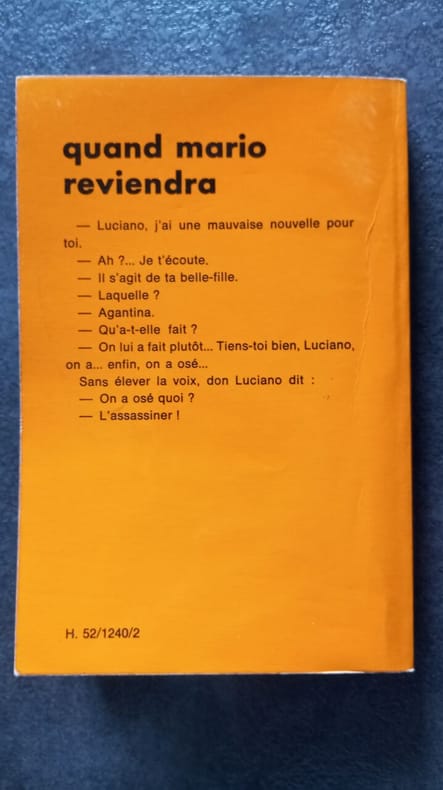 quand mario
reviendra
— Luciano, j'ai une mauvaise nouvelle pour
toi.
— Ah ?... Je t'écoute.
— Il s'agit de ta belle-fille.
— Laquelle ?
— Agantina.
— Qu'a-t-elle fait ?
— On lui a fait plutôt... Tiens-toi bien, Luciano,
on a... enfin, on a osé...
Sans élever la voix, don Luciano dit :
— On a osé quoi ?
— L'assassiner !
H. 52/1240/2